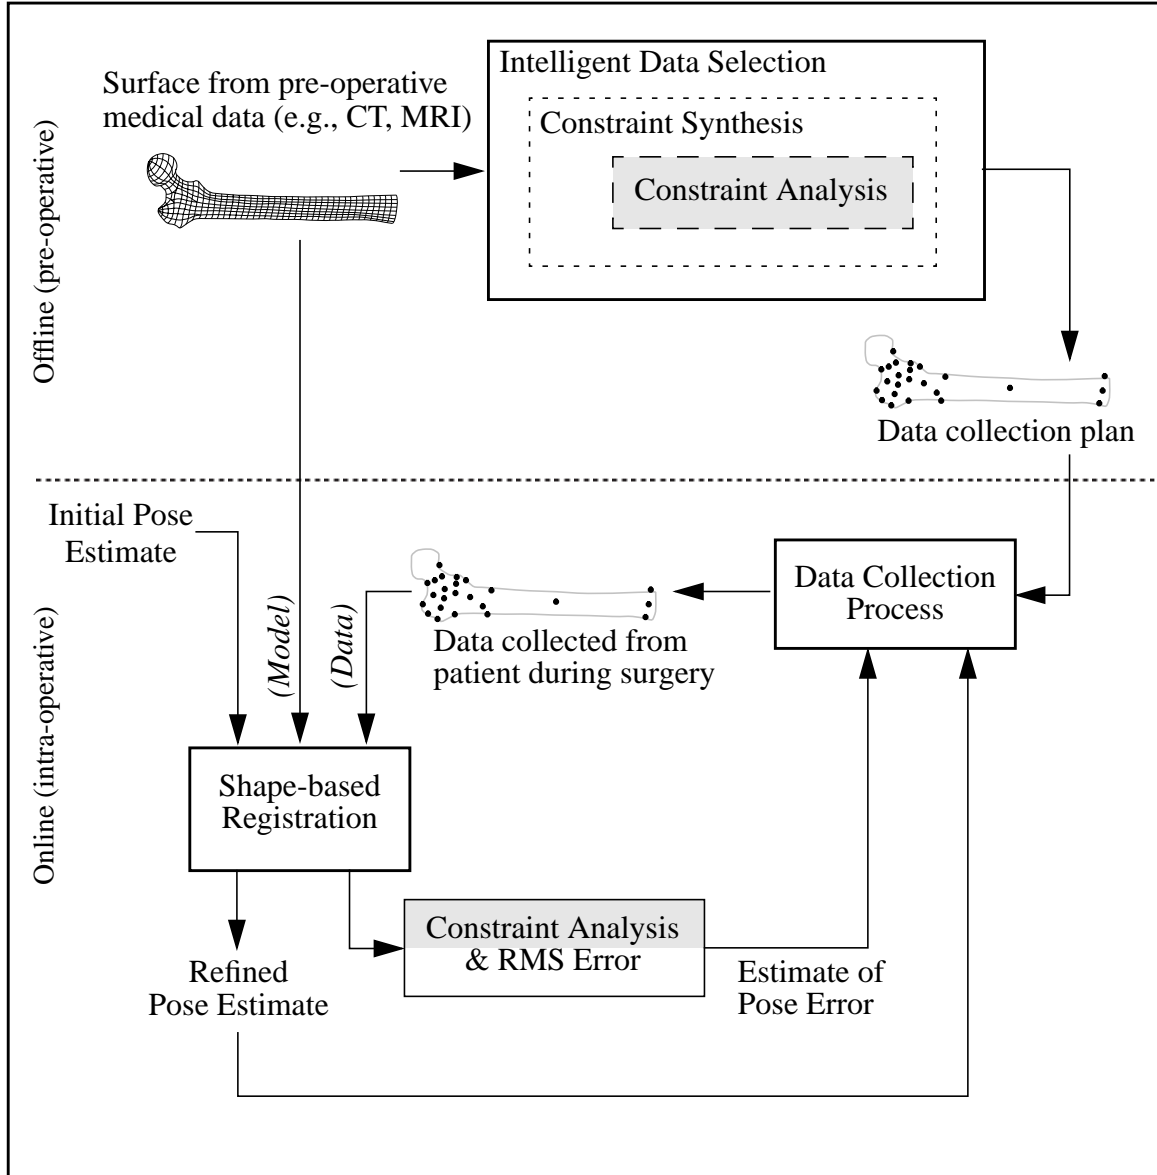 Intelligent Data Selection
Surface from pre-operative
medical data (e.g., CT, MRI)
Constraint Synthesis
Constraint Analysis
Offline (pre-operative)
Data collection plan
Initial Pose
Estimate
Data Collection
Process
(Model)
(Data)
Data collected from
patient during surgery
Online (intra-operative)
Shape-based
Registration
Constraint Analysis
& RMS Error
Estimate of
Pose Error
Refined
Pose Estimate